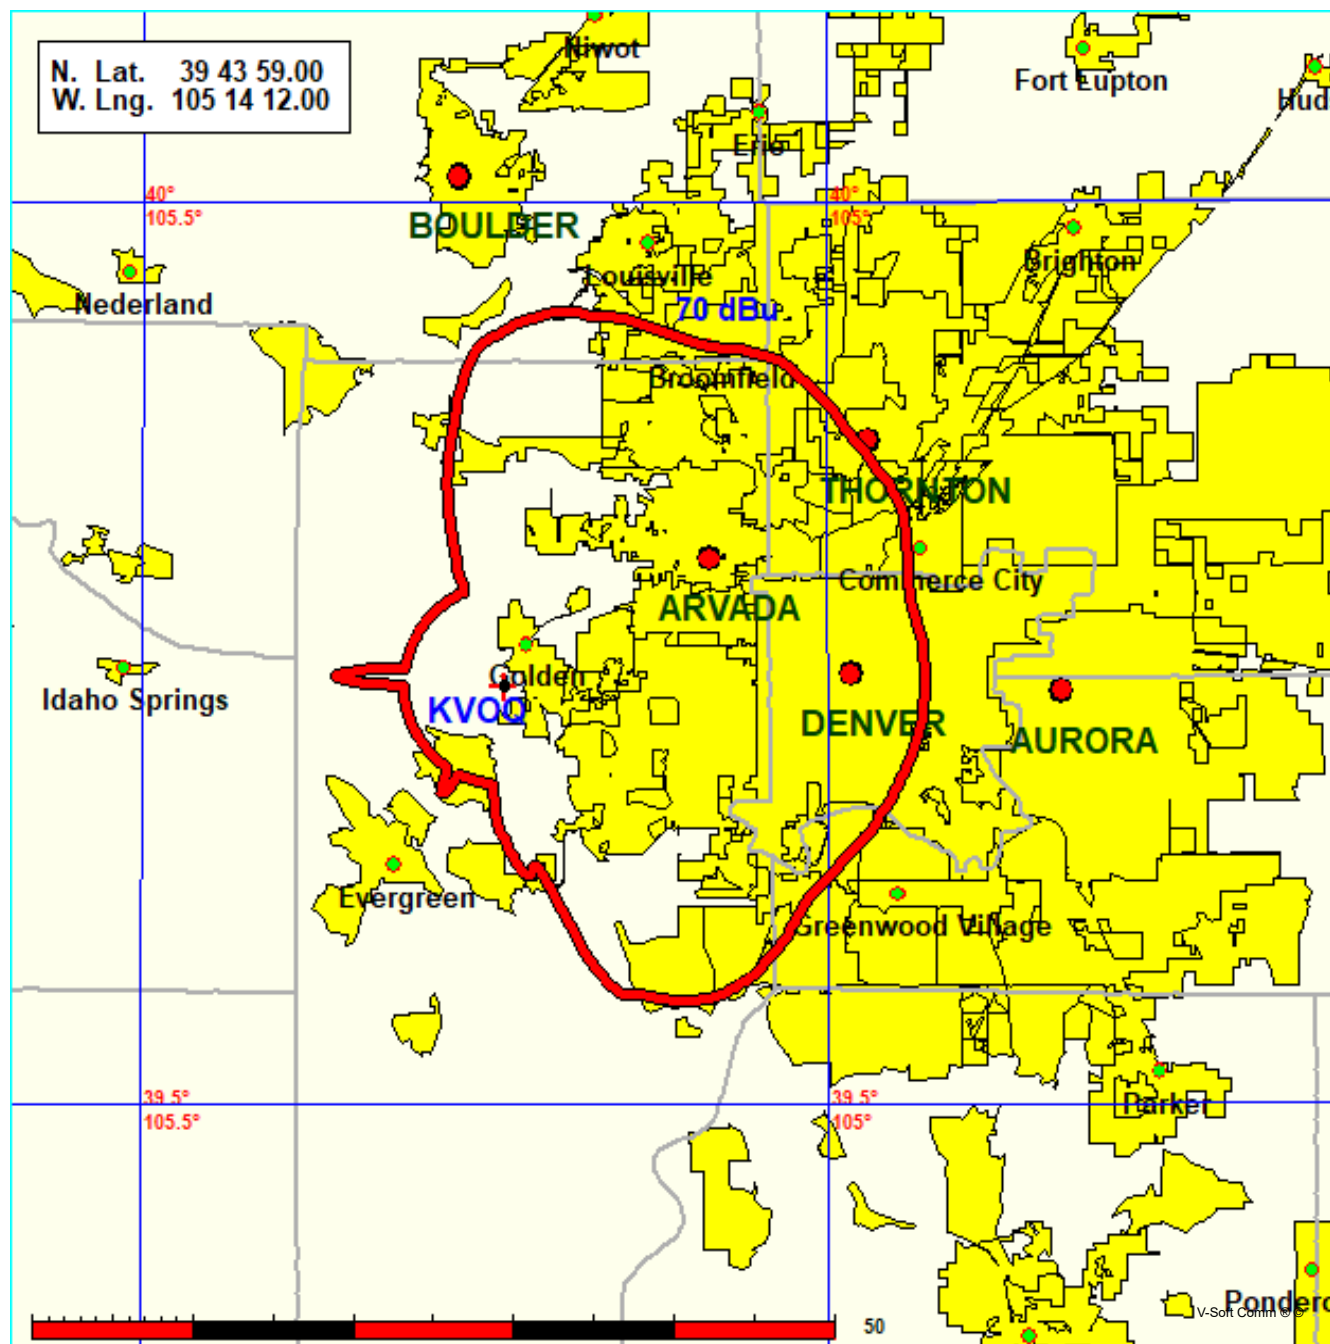 Niwot
N. Lat. 39 43 59.00
W. Lng. 105 14 12.00
Fort Lupton
Hud
Erie
40°
105.5°
40°
105°
BOULDER
Louisville
Brighton
Nederland
70 dBu
Broomfield
THORNTON
Commerce City
ARVADA
Golden
Idaho Springs
KVOQ
DENVER
AURORA
Evergreen
Greenwood Village
39.5°
105.5°
39.5°
105°
Parker
Pondero
V-Soft Comm ® ©
50